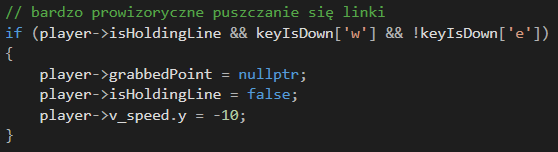 // bardzo prowizoryczne puszczanie się linki
if (player->isHoldingLine && keyIsDown['w'] && !keyIsDown['e'])
{
    player->grabbedPoint = nullptr;
    player->isHoldingLine = false;
    player->v_speed.y = -10;
}